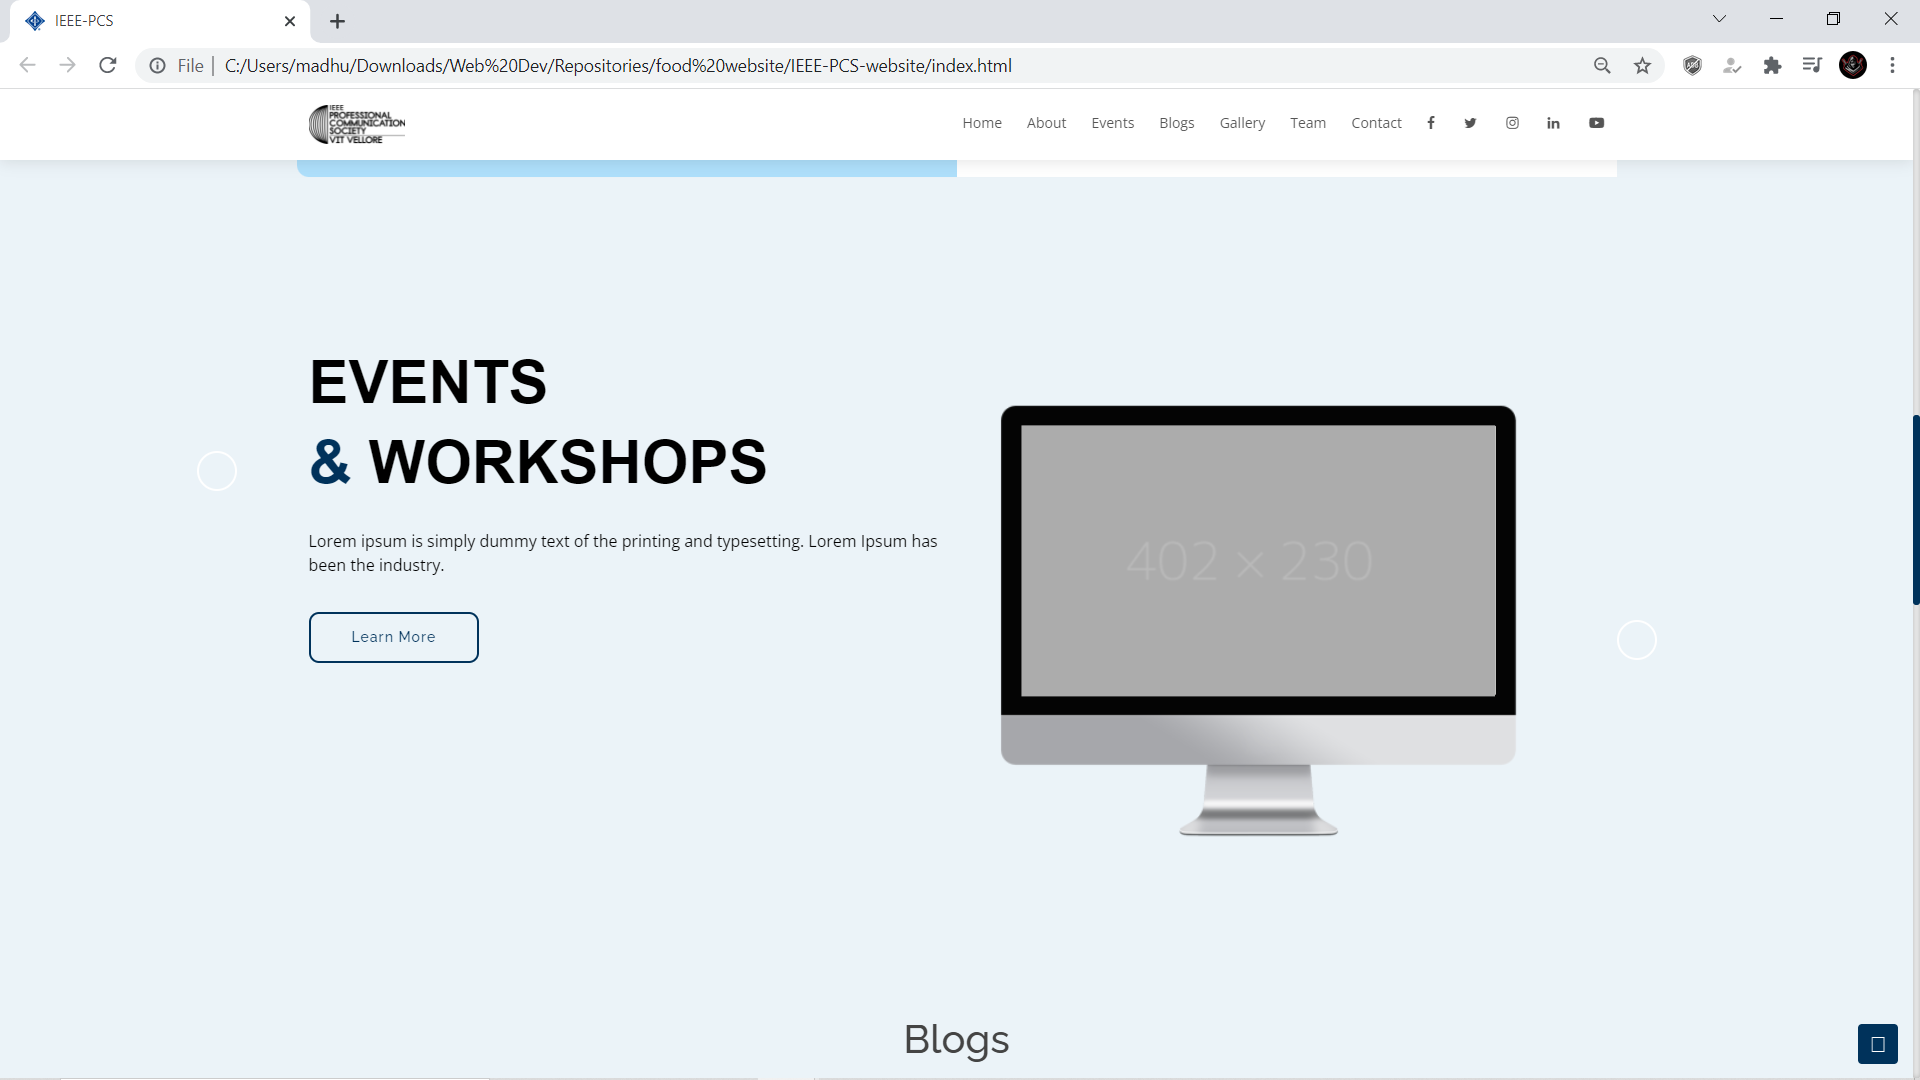 IEEE-PCS
File | C:/Users/madhu/Downloads/Web%20Dev/Repositories/food%20website/IEEE-PCS-website/index.html
IEEE
PROFESSIONAL
COMMUNICATION
SOCIETY
VIT VELLORE
Home About Events Blogs Gallery Team Contact
EVENTS
& WORKSHOPS
Lorem ipsum is simply dummy text of the printing and typesetting. Lorem Ipsum has
been the industry.
Learn More
402 × 230
Blogs